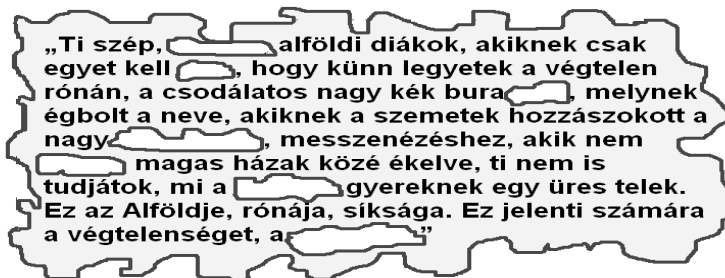 „Ti szép, alföldi diákok, akiknek csak
egyet kell , hogy künn legyetek a végtelen
rónán, a csodálatos nagy kék bura , melynek
égbolt a neve, akiknek a szemetek hozzászokott a
nagy , messzenézéshez, akik nem
magas házak közé ékelve, ti nem is
tudjátok, mi a gyereknek egy üres telek.
Ez az Alföldje, rónája, síksága. Ez jelenti számára
a végtelenséget, a ”